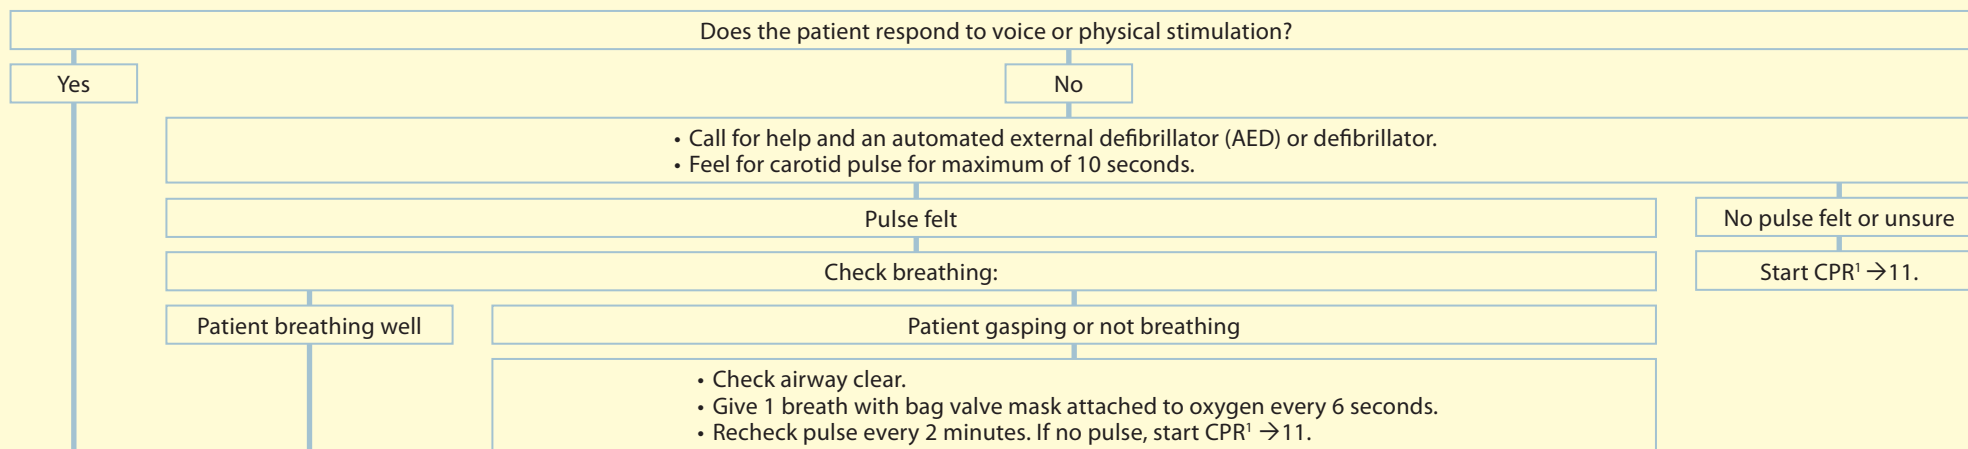 Does the patient respond to voice or physical stimulation?
Yes
No
• Call for help and an automated external defibrillator (AED) or defibrillator.
• Feel for carotid pulse for maximum of 10 seconds.
Pulse felt
No pulse felt or unsure
Check breathing:
Start CPR¹ →11.
Patient breathing well
Patient gasping or not breathing
• Check airway clear.
• Give 1 breath with bag valve mask attached to oxygen every 6 seconds.
• Recheck pulse every 2 minutes. If no pulse, start CPR¹ →11.